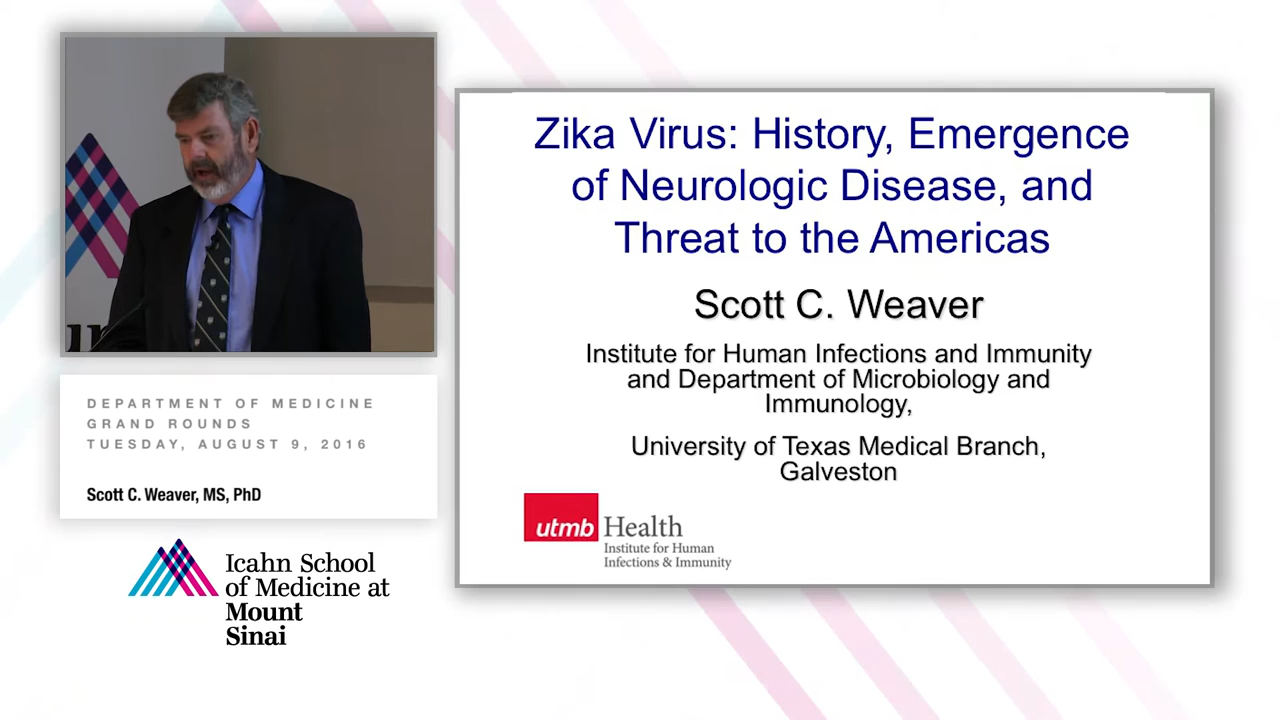 DEPARTMENT OF MEDICINE
GRAND ROUNDS
TUESDAY, AUGUST 9, 2016
Scott C. Weaver, MS, PhD
Icahn School
of Medicine at
Mount
Sinai
Zika Virus: History, Emergence
of Neurologic Disease, and
Threat to the Americas
Scott C. Weaver
Institute for Human Infections and Immunity
and Department of Microbiology and
Immunology,
University of Texas Medical Branch,
Galveston
utmb Health
Institute for Human
Infections & Immunity